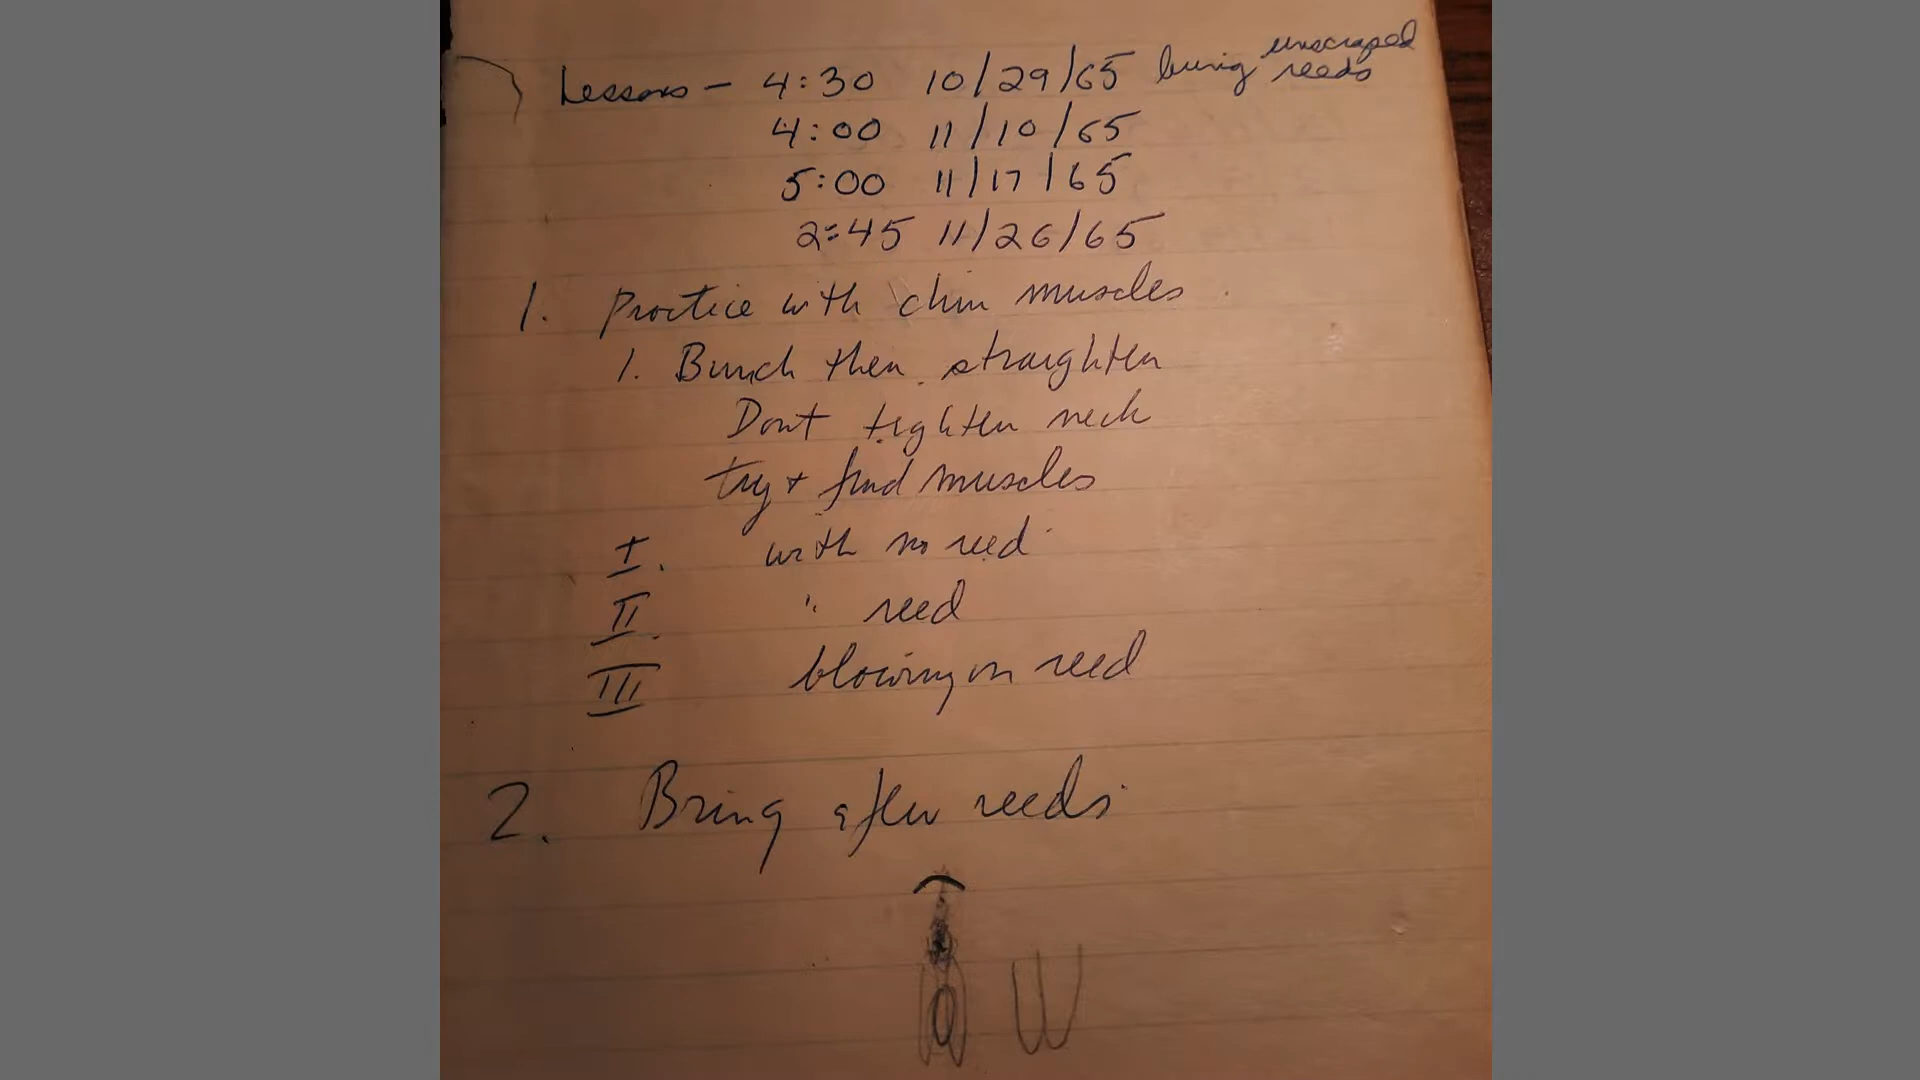 Lessons – 4:30 10/29/65 bring unscraped reeds
4:00 11/10/65
5:00 11/17/65
2:45 11/26/65
1. Practice with chin muscles
1. Bunch then straighten
Dont tighten neck
try + find muscles
I. with no reed
II. " reed
III blowing on reed
2. Bring a few reeds